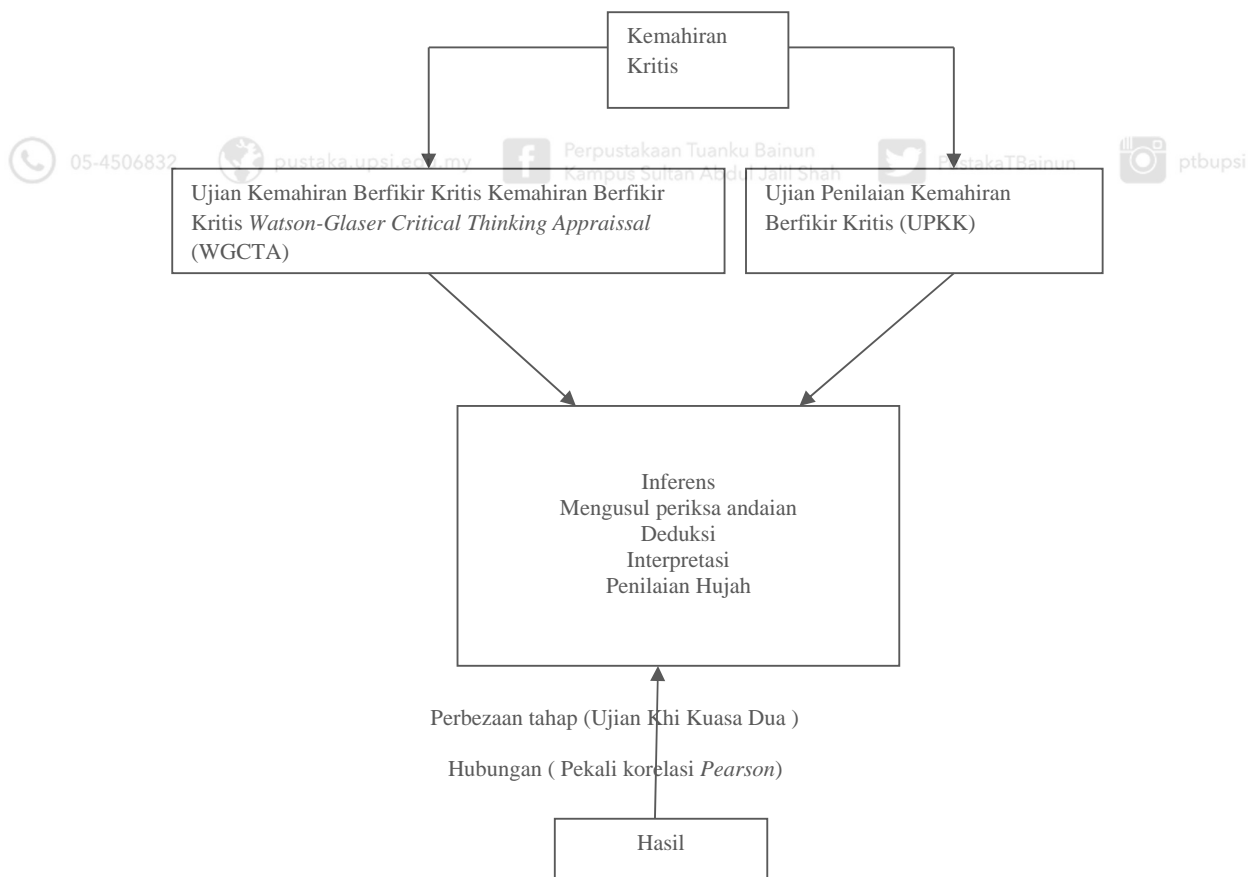 Kemahiran
Kritis
05-4506832
pustaka.upsi.edu.my
Perpustakaan Tuanku Bainun
Kampus Sultan Abdul Jalil Shah
PustakaTBainun
ptbupsi
Ujian Kemahiran Berfikir Kritis Kemahiran Berfikir
Kritis Watson-Glaser Critical Thinking Appraissal
(WGCTA)
Ujian Penilaian Kemahiran
Berfikir Kritis (UPKK)
Inferens
Mengusul periksa andaian
Deduksi
Interpretasi
Penilaian Hujah
Perbezaan tahap (Ujian Khi Kuasa Dua )
Hubungan ( Pekali korelasi Pearson)
Hasil